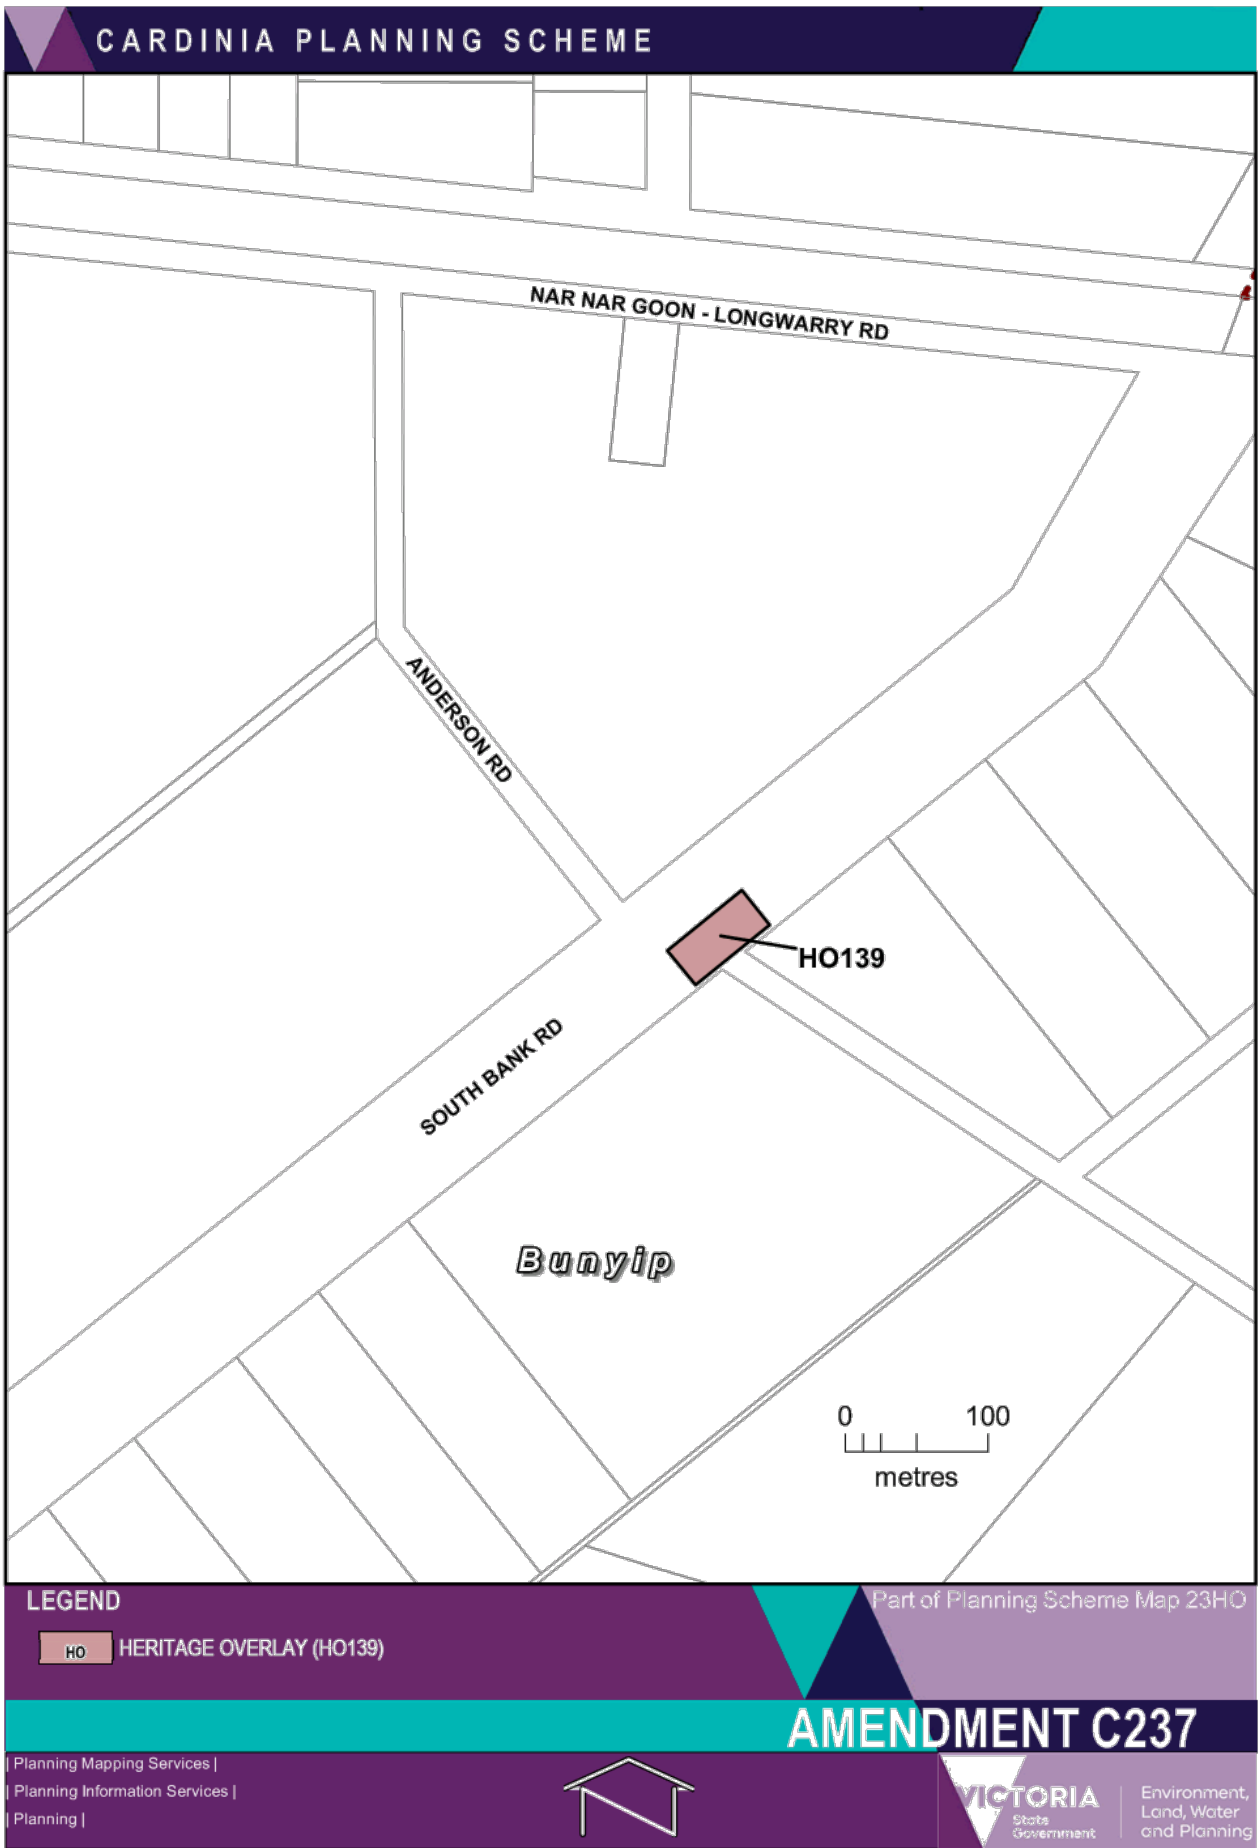 CARDINIA PLANNING SCHEME
NAR NAR GOON - LONGWARRY RD
ANDERSON RD
HO139
SOUTH BANK RD
Bunyip
0 100
metres
LEGEND
Part of Planning Scheme Map 23HO
HO HERITAGE OVERLAY (HO139)
AMENDMENT C237
| Planning Mapping Services |
| Planning Information Services |
| Planning |
VICTORIA
State
Government
Environment,
Land, Water
and Planning